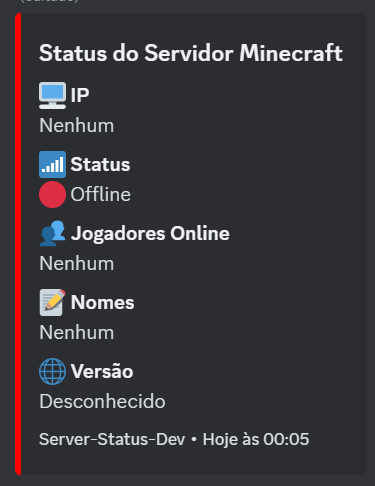 Status do Servidor Minecraft
IP
Nenhum
Status
Offline
Jogadores Online
Nenhum
Nomes
Nenhum
Versão
Desconhecido
Server-Status-Dev • Hoje às 00:05